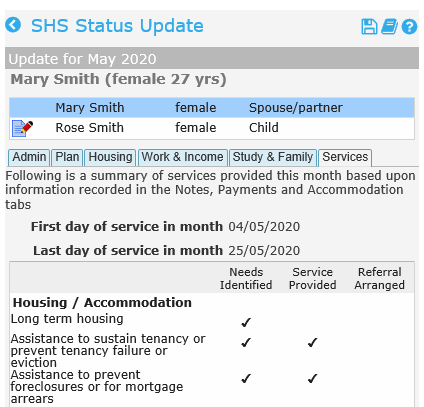 SHS Status Update
Update for May 2020
Mary Smith (female 27 yrs)
Mary Smith female Spouse/partner
Rose Smith female Child
Admin Plan Housing Work & Income Study & Family Services
Following is a summary of services provided this month based upon
information recorded in the Notes, Payments and Accommodation
tabs
First day of service in month 04/05/2020
Last day of service in month 25/05/2020
Needs Service Referral
Identified Provided Arranged
Housing / Accommodation
Long term housing ✓
Assistance to sustain tenancy or ✓ ✓
prevent tenancy failure or
eviction
Assistance to prevent ✓ ✓
foreclosures or for mortgage
arrears